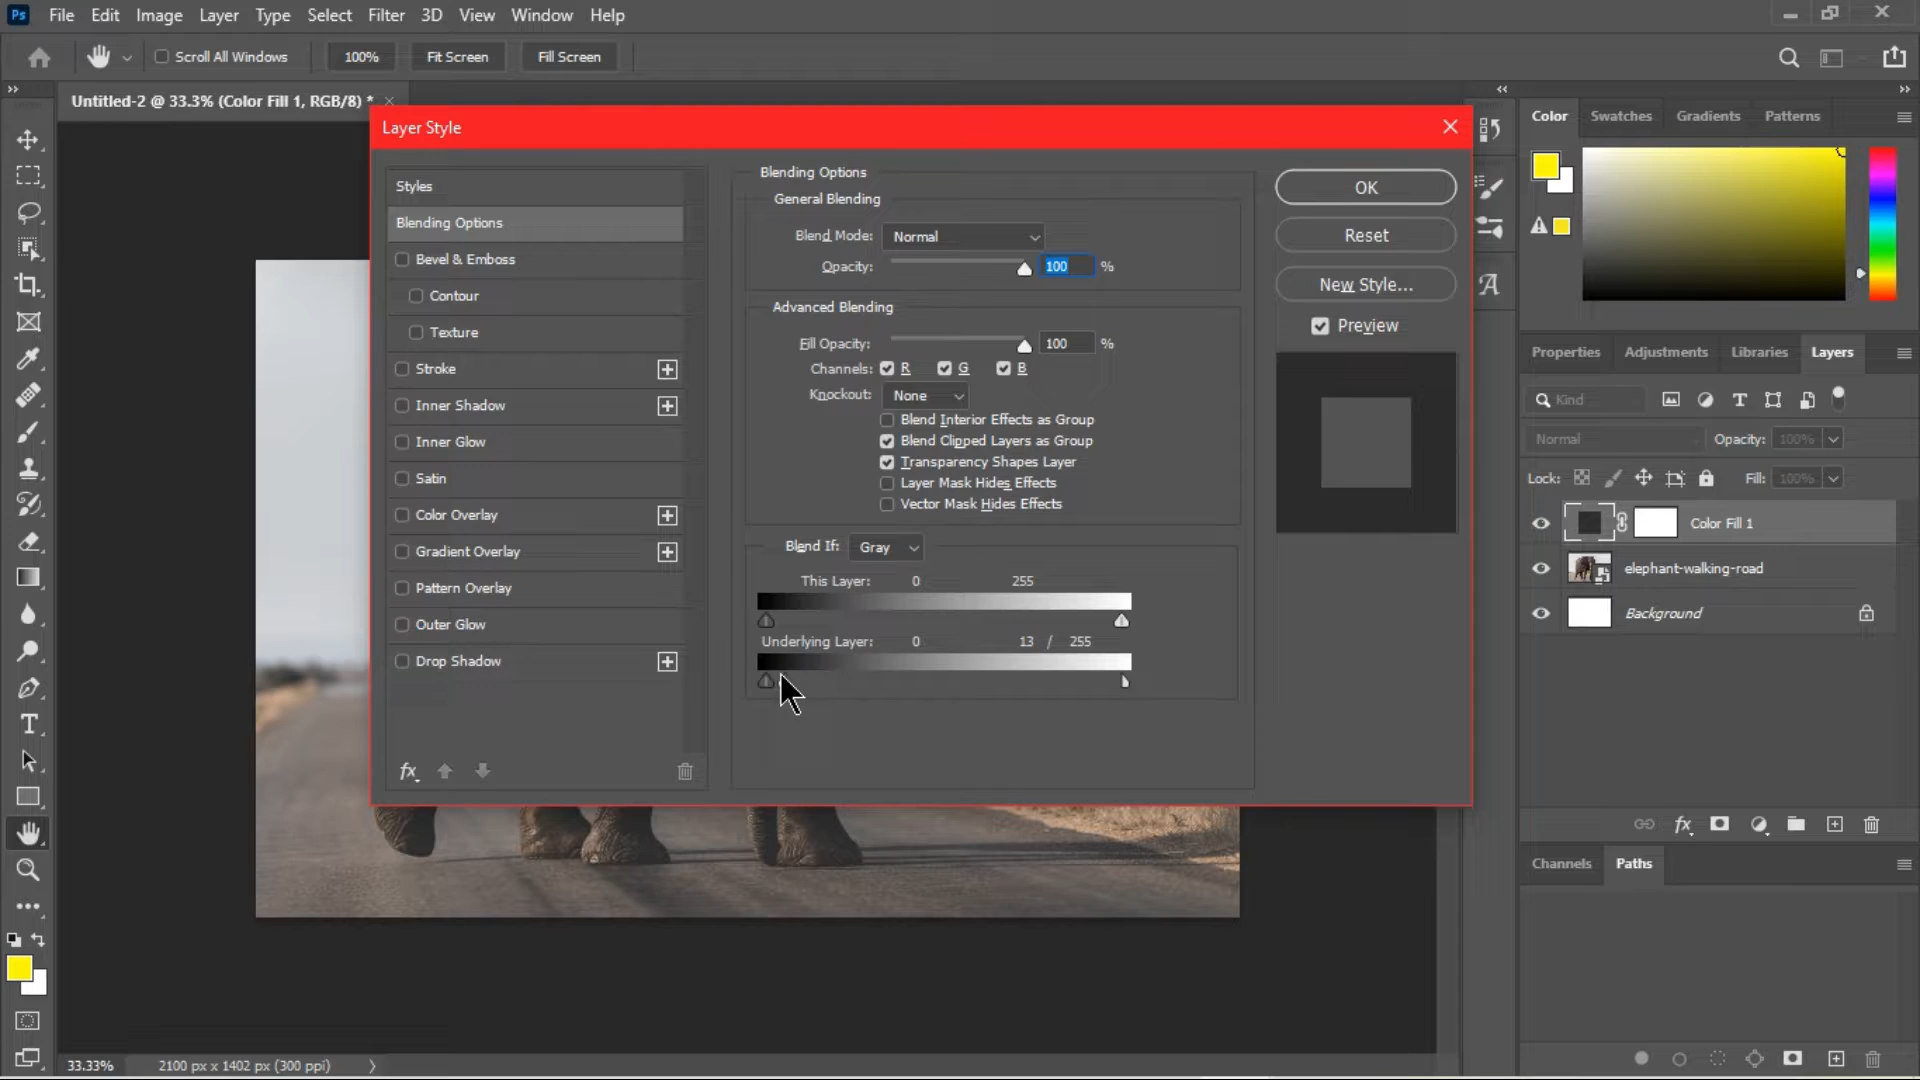 Ps File Edit Image Layer Type Select Filter 3D View Window Help
Scroll All Windows 100% Fit Screen Fill Screen
Untitled-2 @ 33.3% (Color Fill 1, RGB/8) *
Layer Style
Styles
Blending Options
Bevel & Emboss
Contour
Texture
Stroke
Inner Shadow
Inner Glow
Satin
Color Overlay
Gradient Overlay
Pattern Overlay
Outer Glow
Drop Shadow
fx
Blending Options
General Blending
Blend Mode: Normal
Opacity: 100 %
Advanced Blending
Fill Opacity: 100 %
Channels: R G B
Knockout: None
Blend Interior Effects as Group
Blend Clipped Layers as Group
Transparency Shapes Layer
Layer Mask Hides Effects
Vector Mask Hides Effects
Blend If: Gray
This Layer: 0 255
Underlying Layer: 0 13 / 255
OK
Reset
New Style...
Preview
Color Swatches Gradients Patterns
Properties Adjustments Libraries Layers
Kind
Normal Opacity: 100%
Lock: Fill: 100%
Color Fill 1
elephant-walking-road
Background
fx
Channels Paths
33.33% 2100 px x 1402 px (300 ppi)